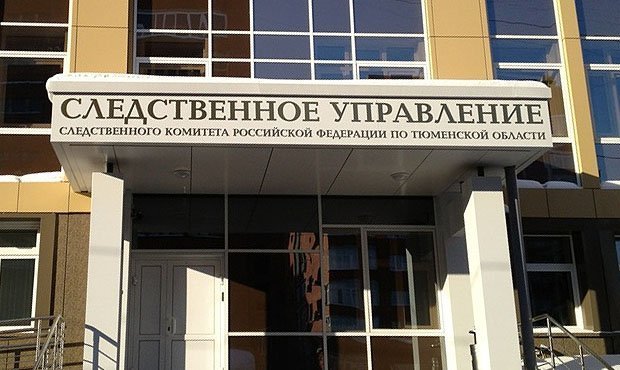 СЛЕДСТВЕННОЕ УПРАВЛЕНИЕ
СЛЕДСТВЕННОГО КОМИТЕТА РОССИЙСКОЙ ФЕДЕРАЦИИ ПО ТЮМЕНСКОЙ ОБЛАСТИ